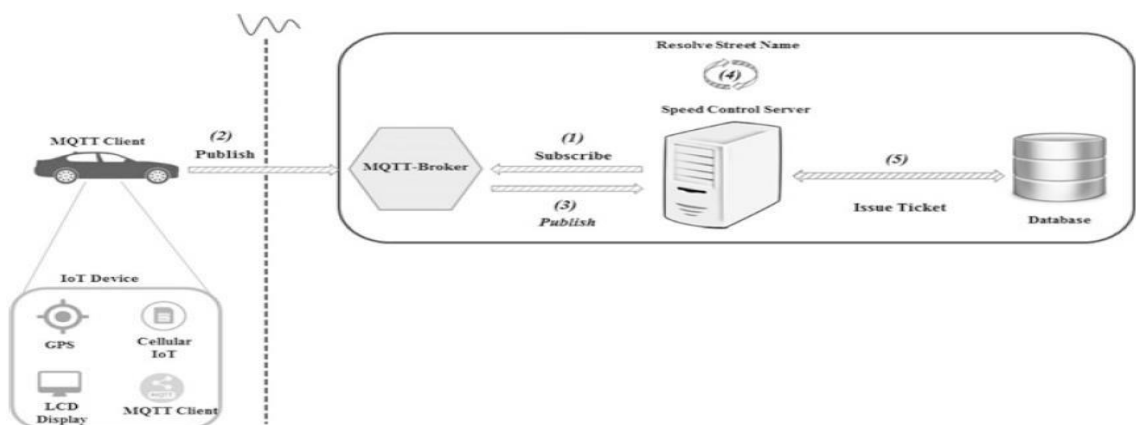 Resolve Street Name
(4)
Speed Control Server
MQTT Client
(2)
Publish
MQTT-Broker
(1)
Subscribe
(3)
Publish
(5)
Issue Ticket
Database
IoT Device
GPS
Cellular
IoT
LCD
Display
MQTT
MQTT Client